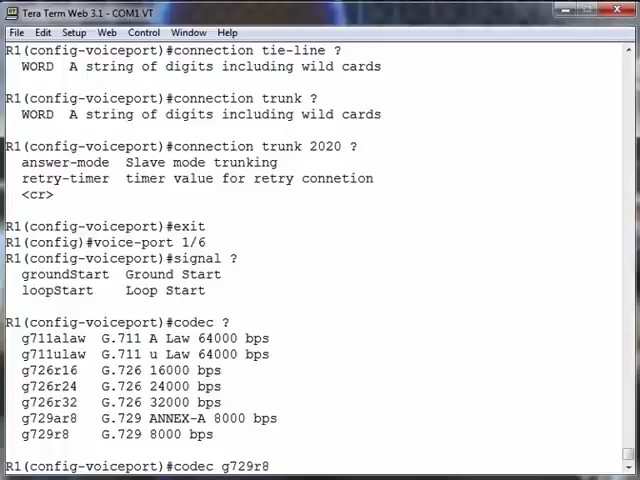 Tera Term Web 3.1 - COM1 VT
File Edit Setup Web Control Window Help
R1(config-voiceport)#connection tie-line ?
WORD A string of digits including wild cards
R1(config-voiceport)#connection trunk ?
WORD A string of digits including wild cards
R1(config-voiceport)#connection trunk 2020 ?
answer-mode Slave mode trunking
retry-timer timer value for retry connetion
<cr>
R1(config-voiceport)#exit
R1(config)#voice-port 1/6
R1(config-voiceport)#signal ?
groundStart Ground Start
loopStart Loop Start
R1(config-voiceport)#codec ?
g711alaw G.711 A Law 64000 bps
g711ulaw G.711 u Law 64000 bps
g726r16 G.726 16000 bps
g726r24 G.726 24000 bps
g726r32 G.726 32000 bps
g729ar8 G.729 ANNEX-A 8000 bps
g729r8 G.729 8000 bps
R1(config-voiceport)#codec g729r8